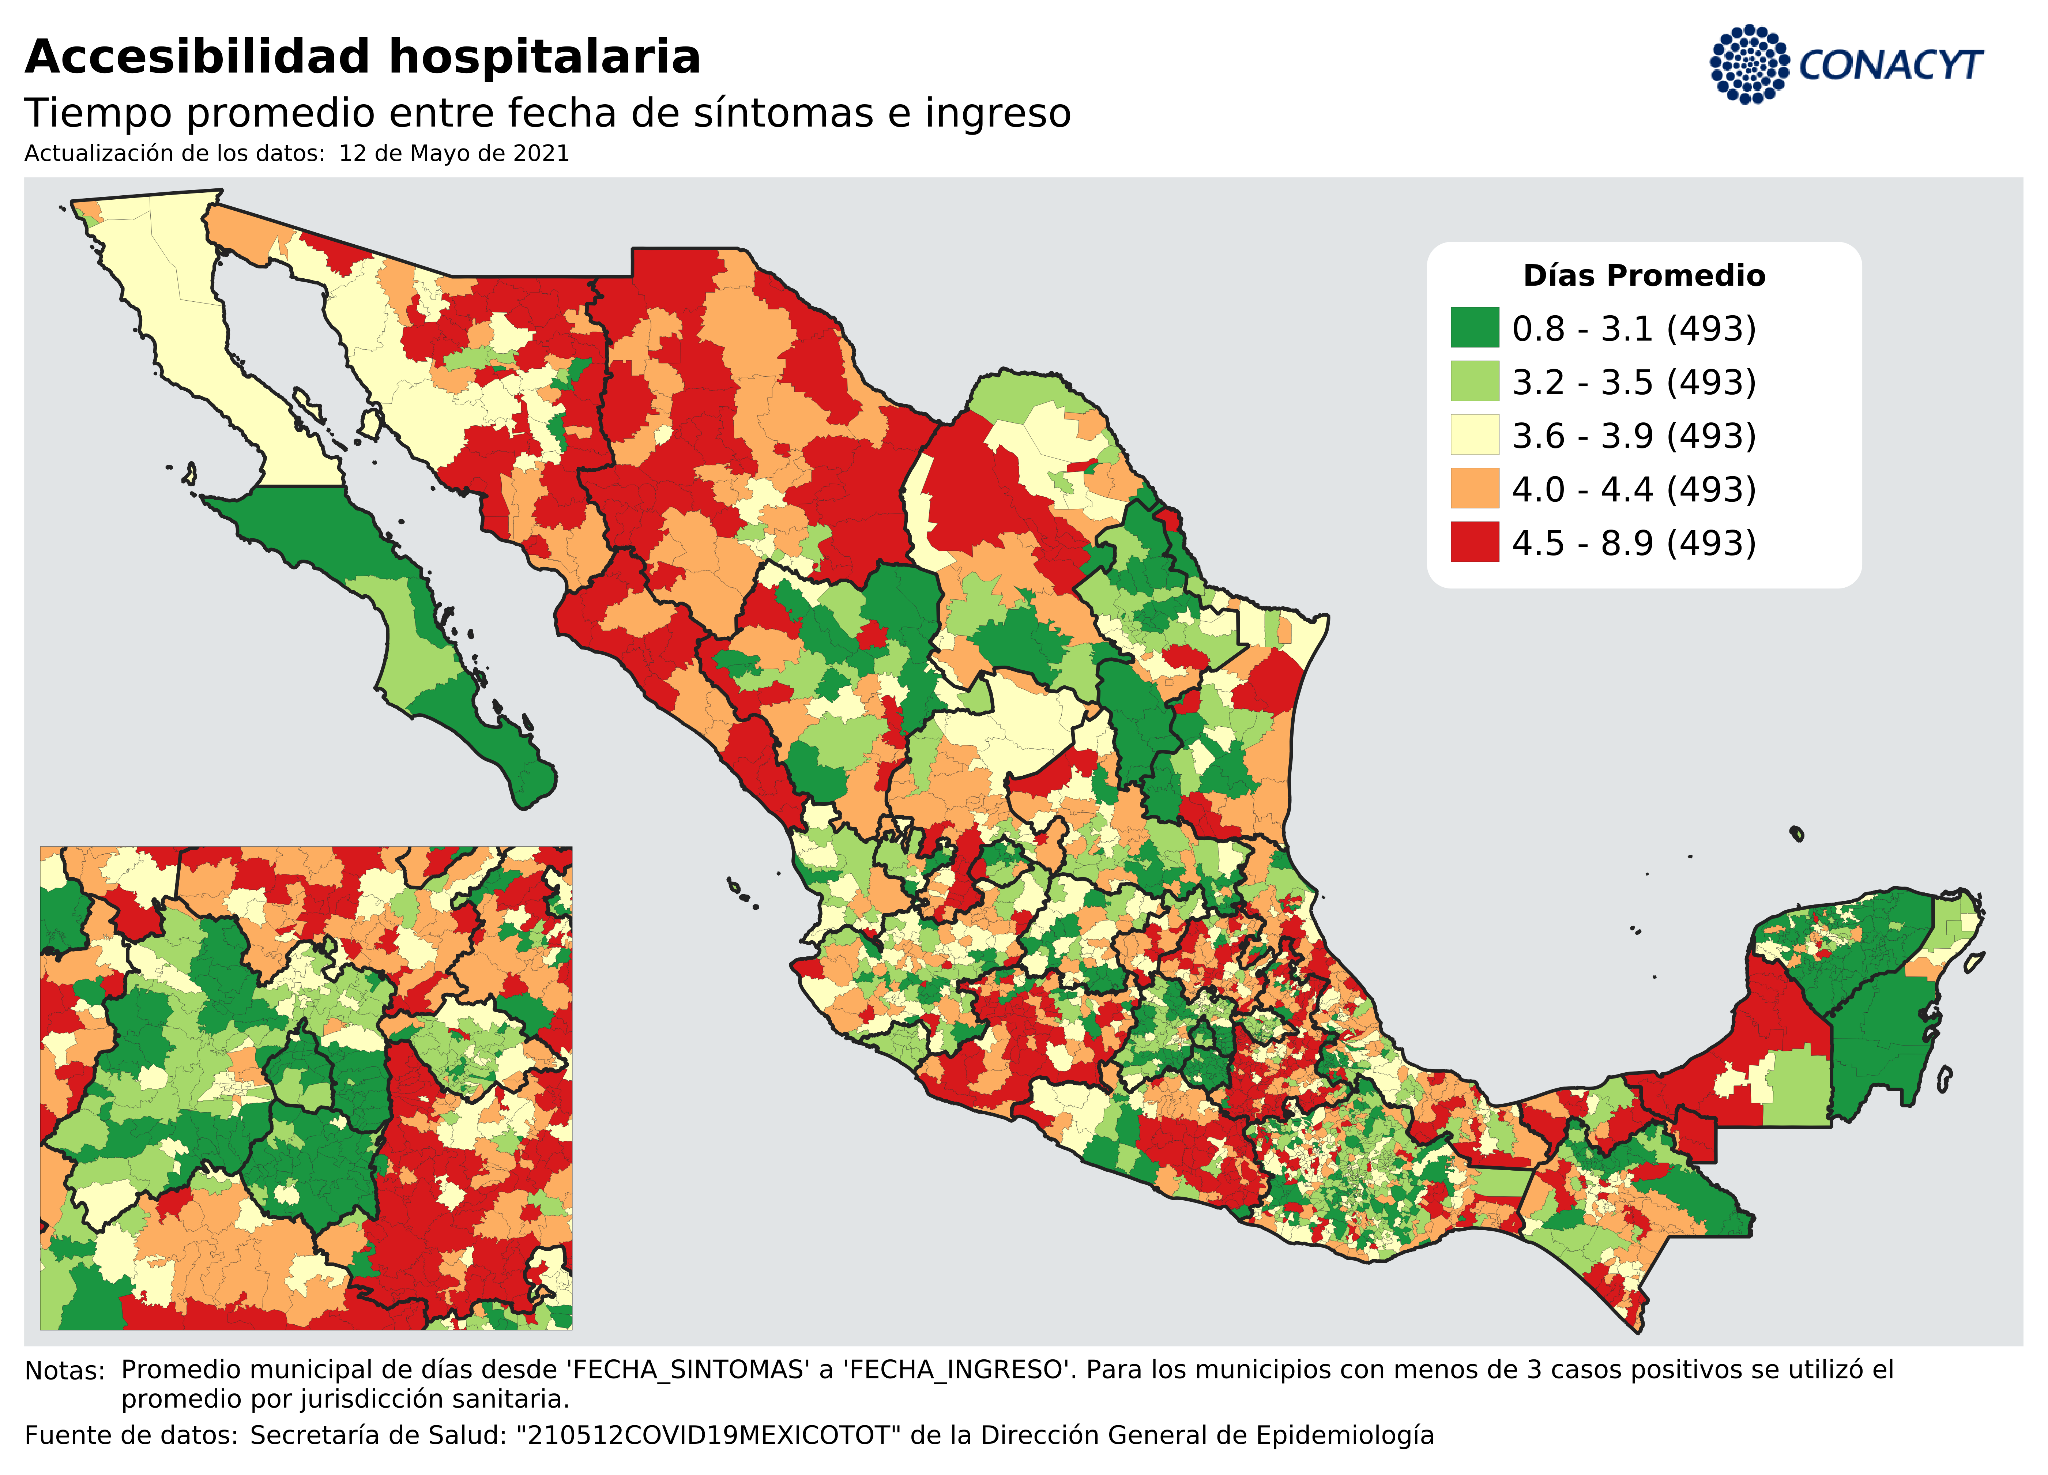 Accesibilidad hospitalaria
CONACYT
Tiempo promedio entre fecha de síntomas e ingreso
Actualización de los datos: 12 de Mayo de 2021
Días Promedio
0.8 - 3.1 (493)
3.2 - 3.5 (493)
3.6 - 3.9 (493)
4.0 - 4.4 (493)
4.5 - 8.9 (493)
Notas: Promedio municipal de días desde 'FECHA_SINTOMAS' a 'FECHA_INGRESO'. Para los municipios con menos de 3 casos positivos se utilizó el
promedio por jurisdicción sanitaria.
Fuente de datos: Secretaría de Salud: "210512COVID19MEXICOTOT" de la Dirección General de Epidemiología